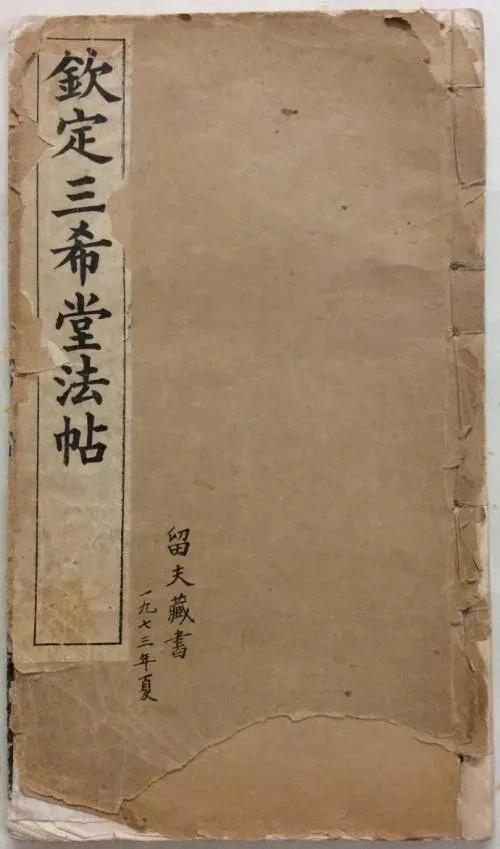 欽定三希堂法帖
留夫藏書
一九七三年夏